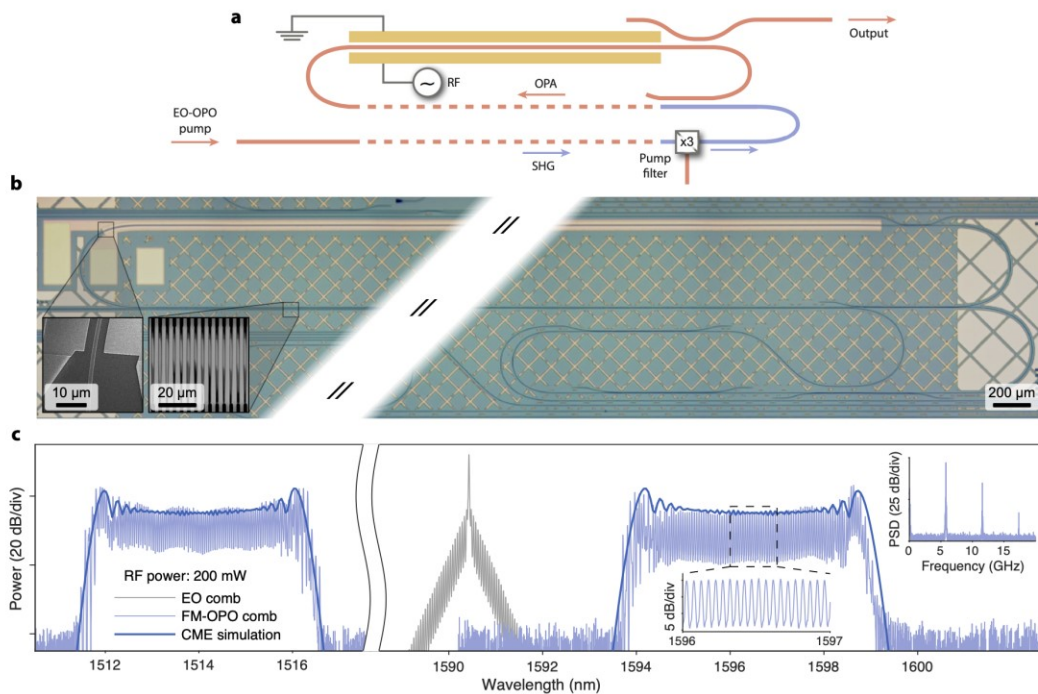 a
Output
RF
OPA
EO-OPO
pump
SHG
x3
Pump
filter
b
10 µm
20 µm
200 µm
c
Power (20 dB/div)
RF power: 200 mW
EO comb
FM-OPO comb
CME simulation
5 dB/div
1596
1597
PSD (25 dB/div)
0
5
10
Frequency (GHz)
1512
1514
1516
1590
1592
1594
1596
1598
1600
Wavelength (nm)